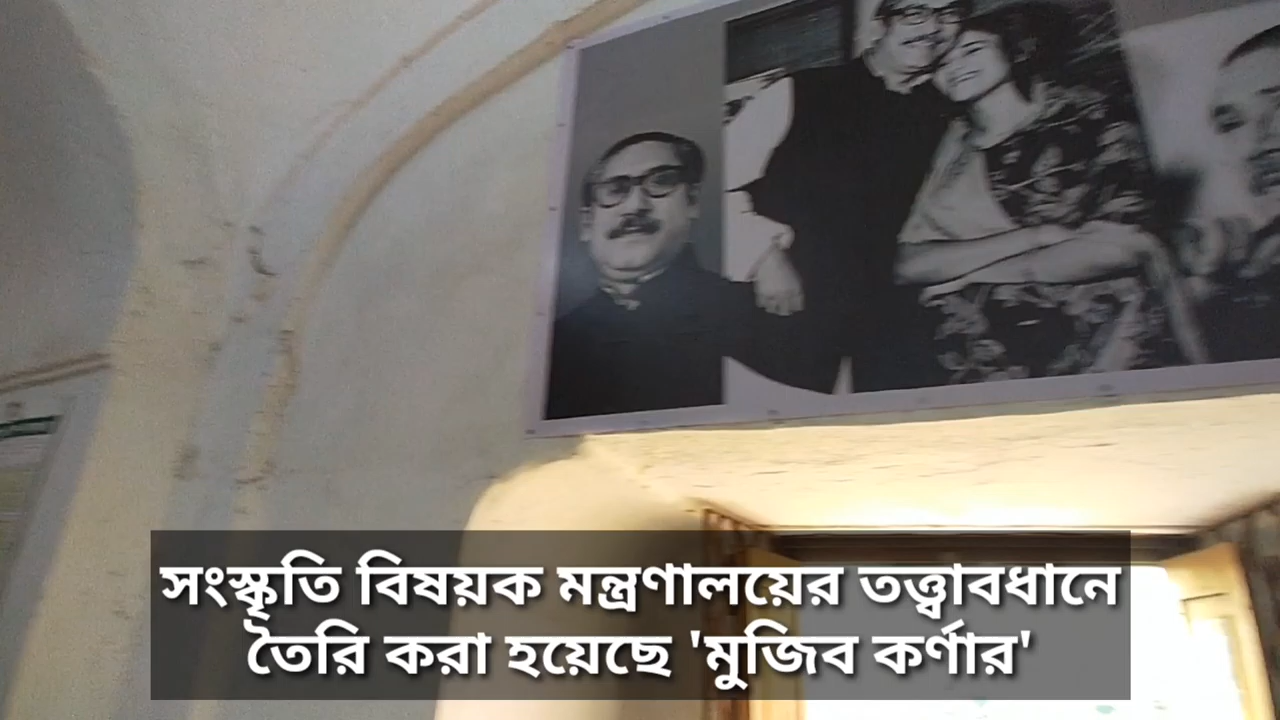 সংস্কৃতি বিষয়ক মন্ত্রণালয়ের তত্ত্বাবধানে
তৈরি করা হয়েছে 'মুজিব কর্ণার'